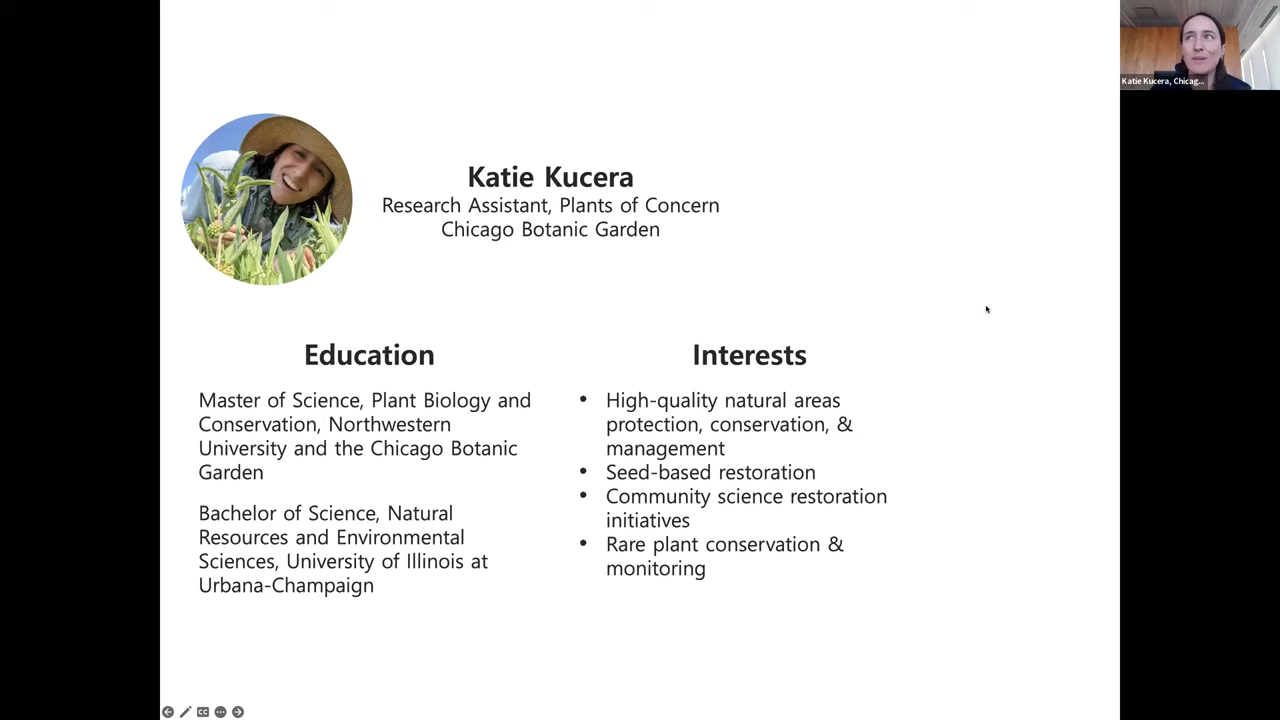 Katie Kucera, Chicag...
Katie Kucera
Research Assistant, Plants of Concern
Chicago Botanic Garden
Education
Master of Science, Plant Biology and
Conservation, Northwestern
University and the Chicago Botanic
Garden
Bachelor of Science, Natural
Resources and Environmental
Sciences, University of Illinois at
Urbana-Champaign
Interests
• High-quality natural areas
protection, conservation, &
management
• Seed-based restoration
• Community science restoration
initiatives
• Rare plant conservation &
monitoring
CC